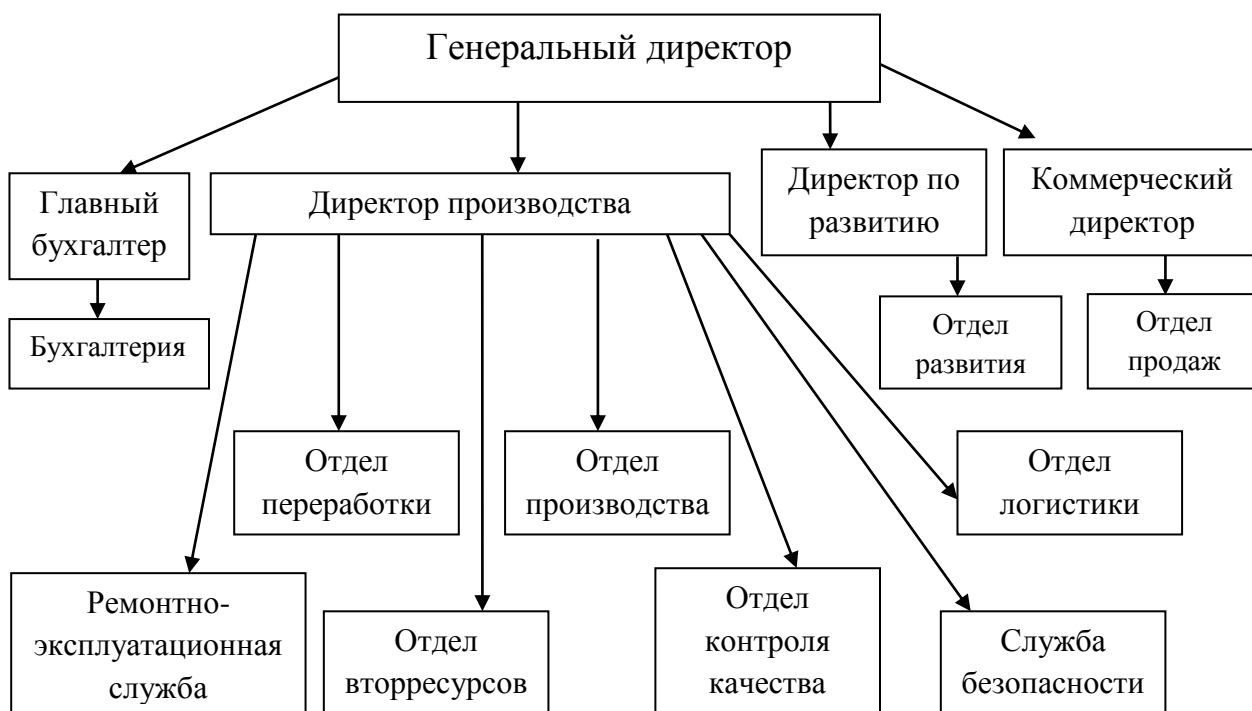 Генеральный директор
Главный
бухгалтер
Директор производства
Директор по
развитию
Коммерческий
директор
Бухгалтерия
Отдел
развития
Отдел
продаж
Отдел
переработки
Отдел
производства
Отдел
логистики
Ремонтно-
эксплуатационная
служба
Отдел
вторресурсов
Отдел
контроля
качества
Служба
безопасности